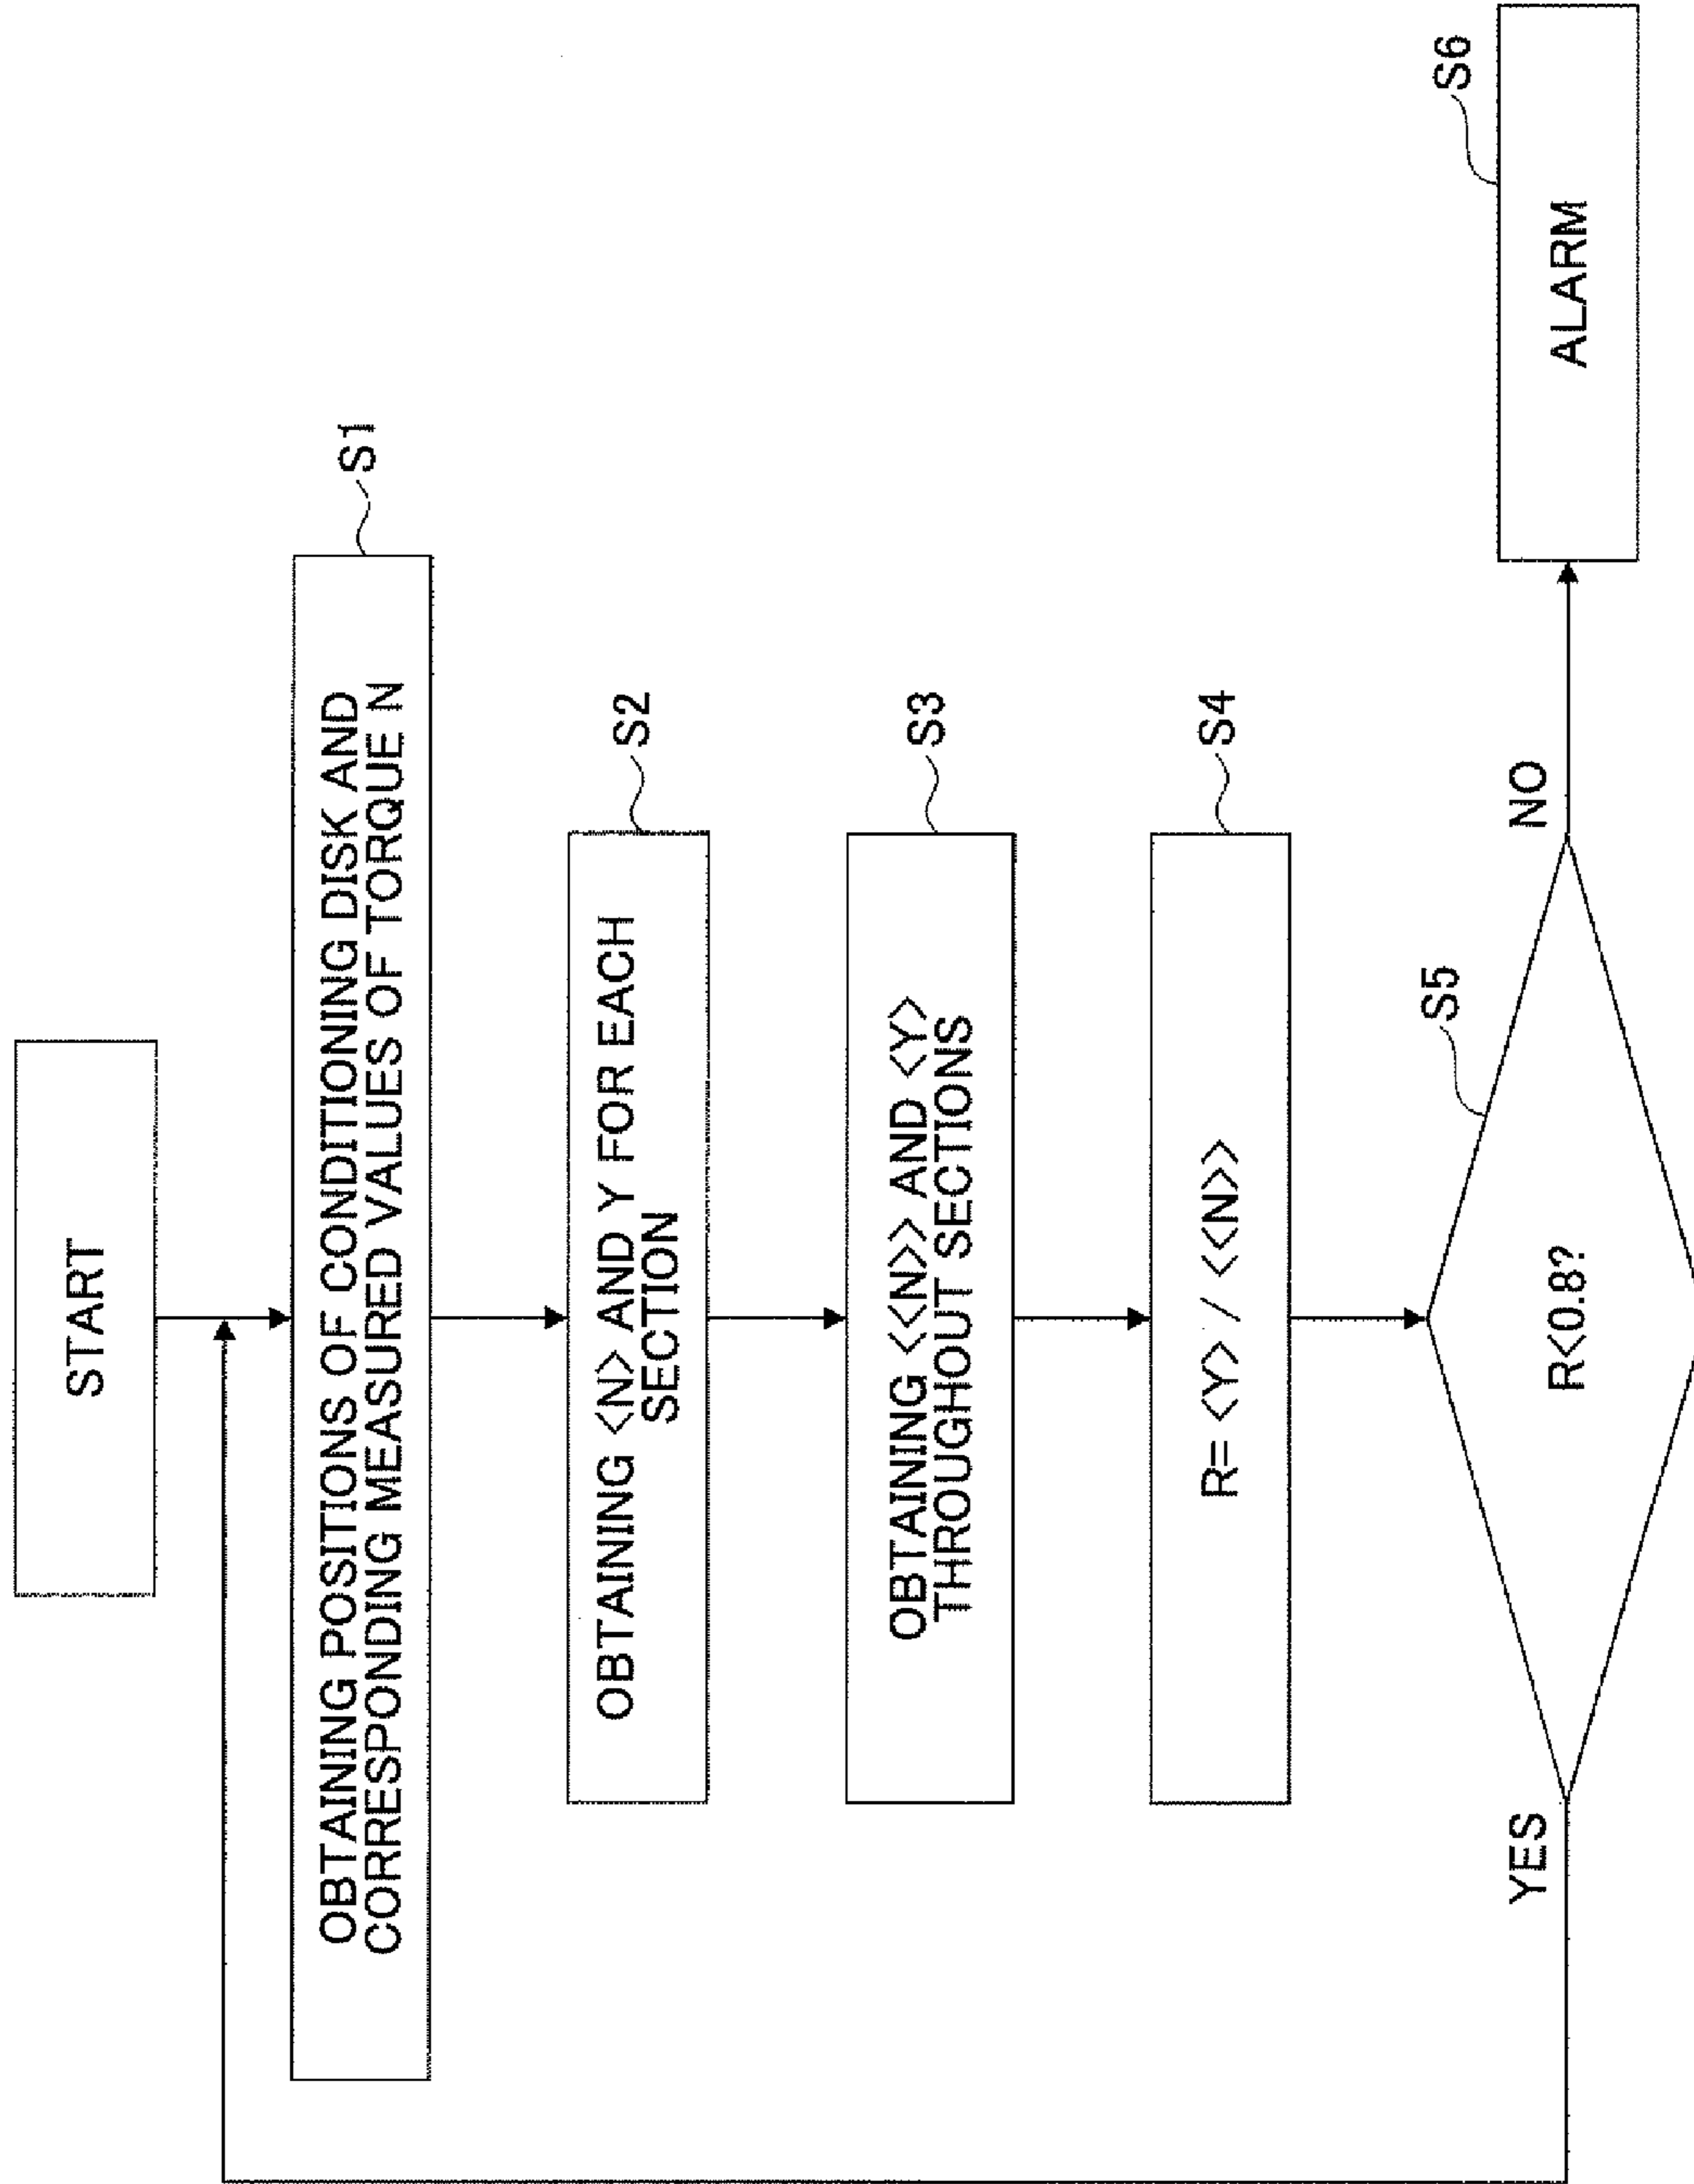 START
OBTAINING POSITIONS OF CONDITIONING DISK AND
CORRESPONDING MEASURED VALUES OF TORQUE N
S1
OBTAINING <N> AND Y FOR EACH
SECTION
S2
OBTAINING <<N>> AND <Y>
THROUGHOUT SECTIONS
S3
R= <Y> / <<N>>
S4
R<0.8?
S5
YES
NO
ALARM
S6